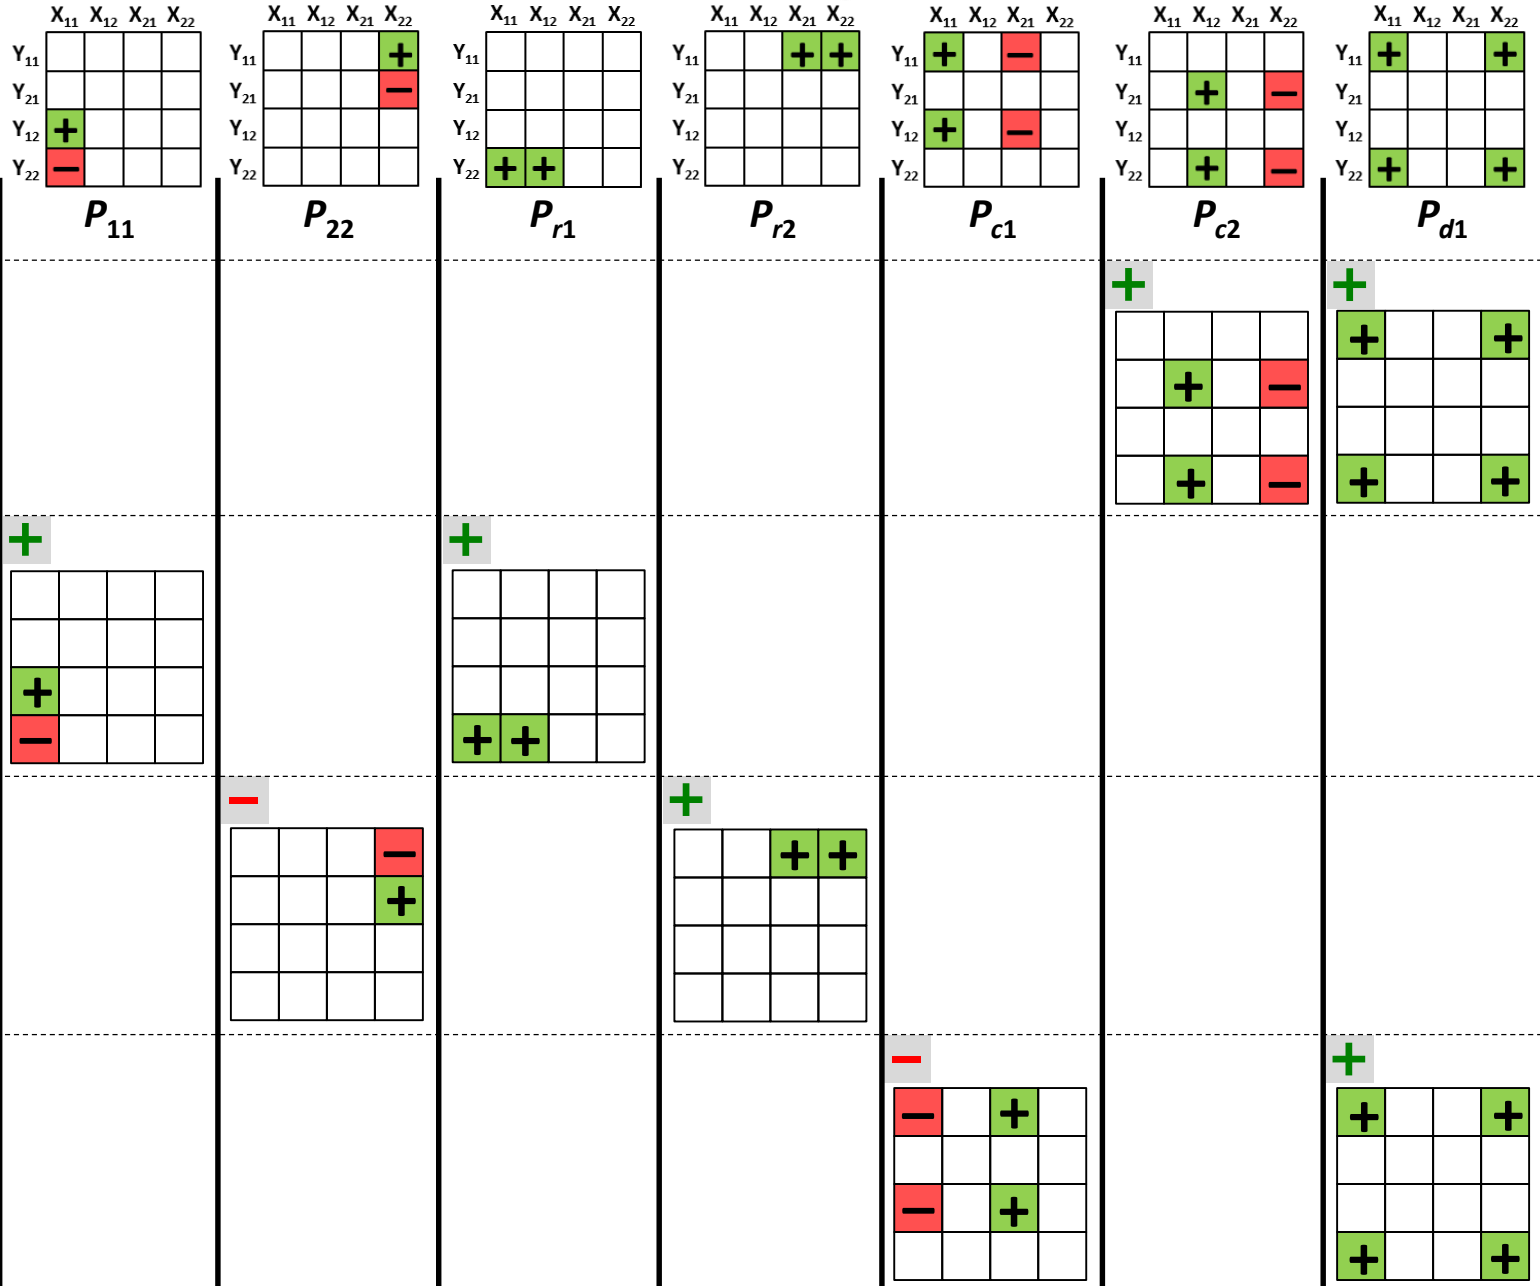 X₁₁ X₁₂ X₂₁ X₂₂ X₁₁ X₁₂ X₂₁ X₂₂ X₁₁ X₁₂ X₂₁ X₂₂ X₁₁ X₁₂ X₂₁ X₂₂ X₁₁ X₁₂ X₂₁ X₂₂ X₁₁ X₁₂ X₂₁ X₂₂ X₁₁ X₁₂ X₂₁ X₂₂
Y₁₁ Y₁₁ + Y₁₁ Y₁₁ + + Y₁₁ + − Y₁₁ Y₁₁ + +
Y₂₁ Y₂₁ − Y₂₁ Y₂₁ Y₂₁ Y₂₁ + − Y₂₁
Y₁₂ + Y₁₂ Y₁₂ Y₁₂ Y₁₂ + − Y₁₂ Y₁₂
Y₂₂ − Y₂₂ Y₂₂ + + Y₂₂ Y₂₂ Y₂₂ + − Y₂₂ + +
P₁₁ P₂₂ Pr1 Pr2 Pc1 Pc2 Pd1
+ +
+ +
+ −
+ − + +
+ +
+
− + +
− +
− + +
+
− +
− + + +
− +
+ +